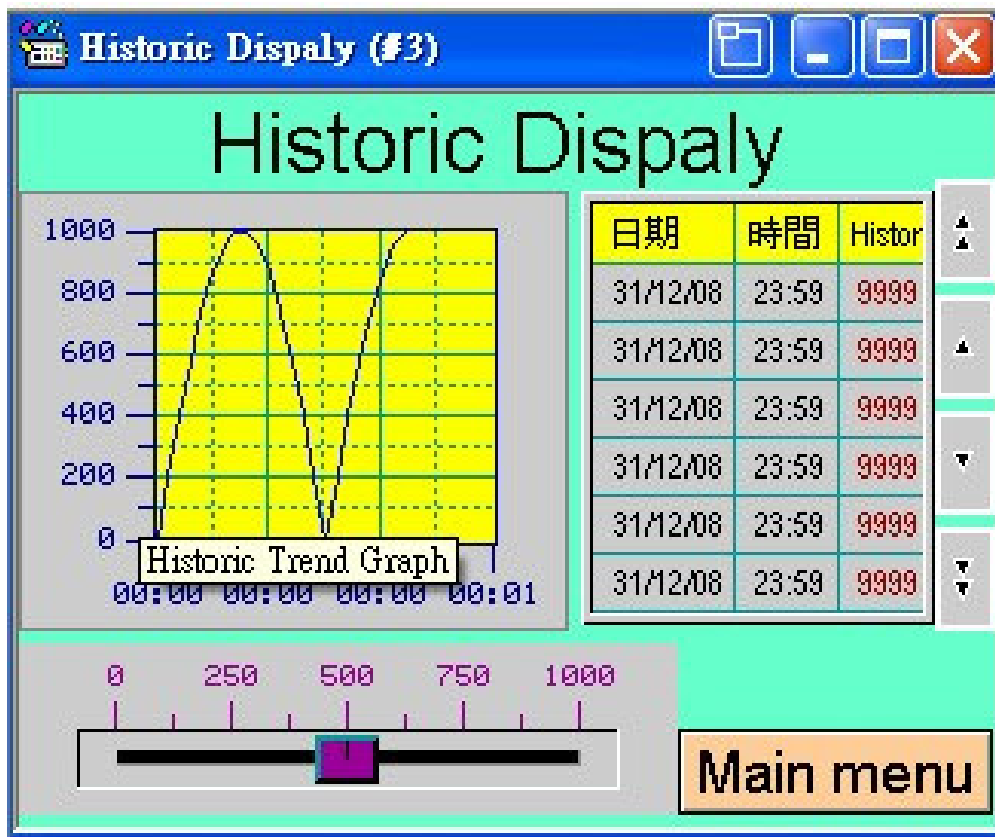 Historic Dispaly (#3)
Historic Dispaly
1000
800
600
400
200
0
Historic Trend Graph
00:00 00:00 00:00 00:01
日期 時間 Histor
31/12/08 23:59 9999
31/12/08 23:59 9999
31/12/08 23:59 9999
31/12/08 23:59 9999
31/12/08 23:59 9999
31/12/08 23:59 9999
0 250 500 750 1000
Main menu